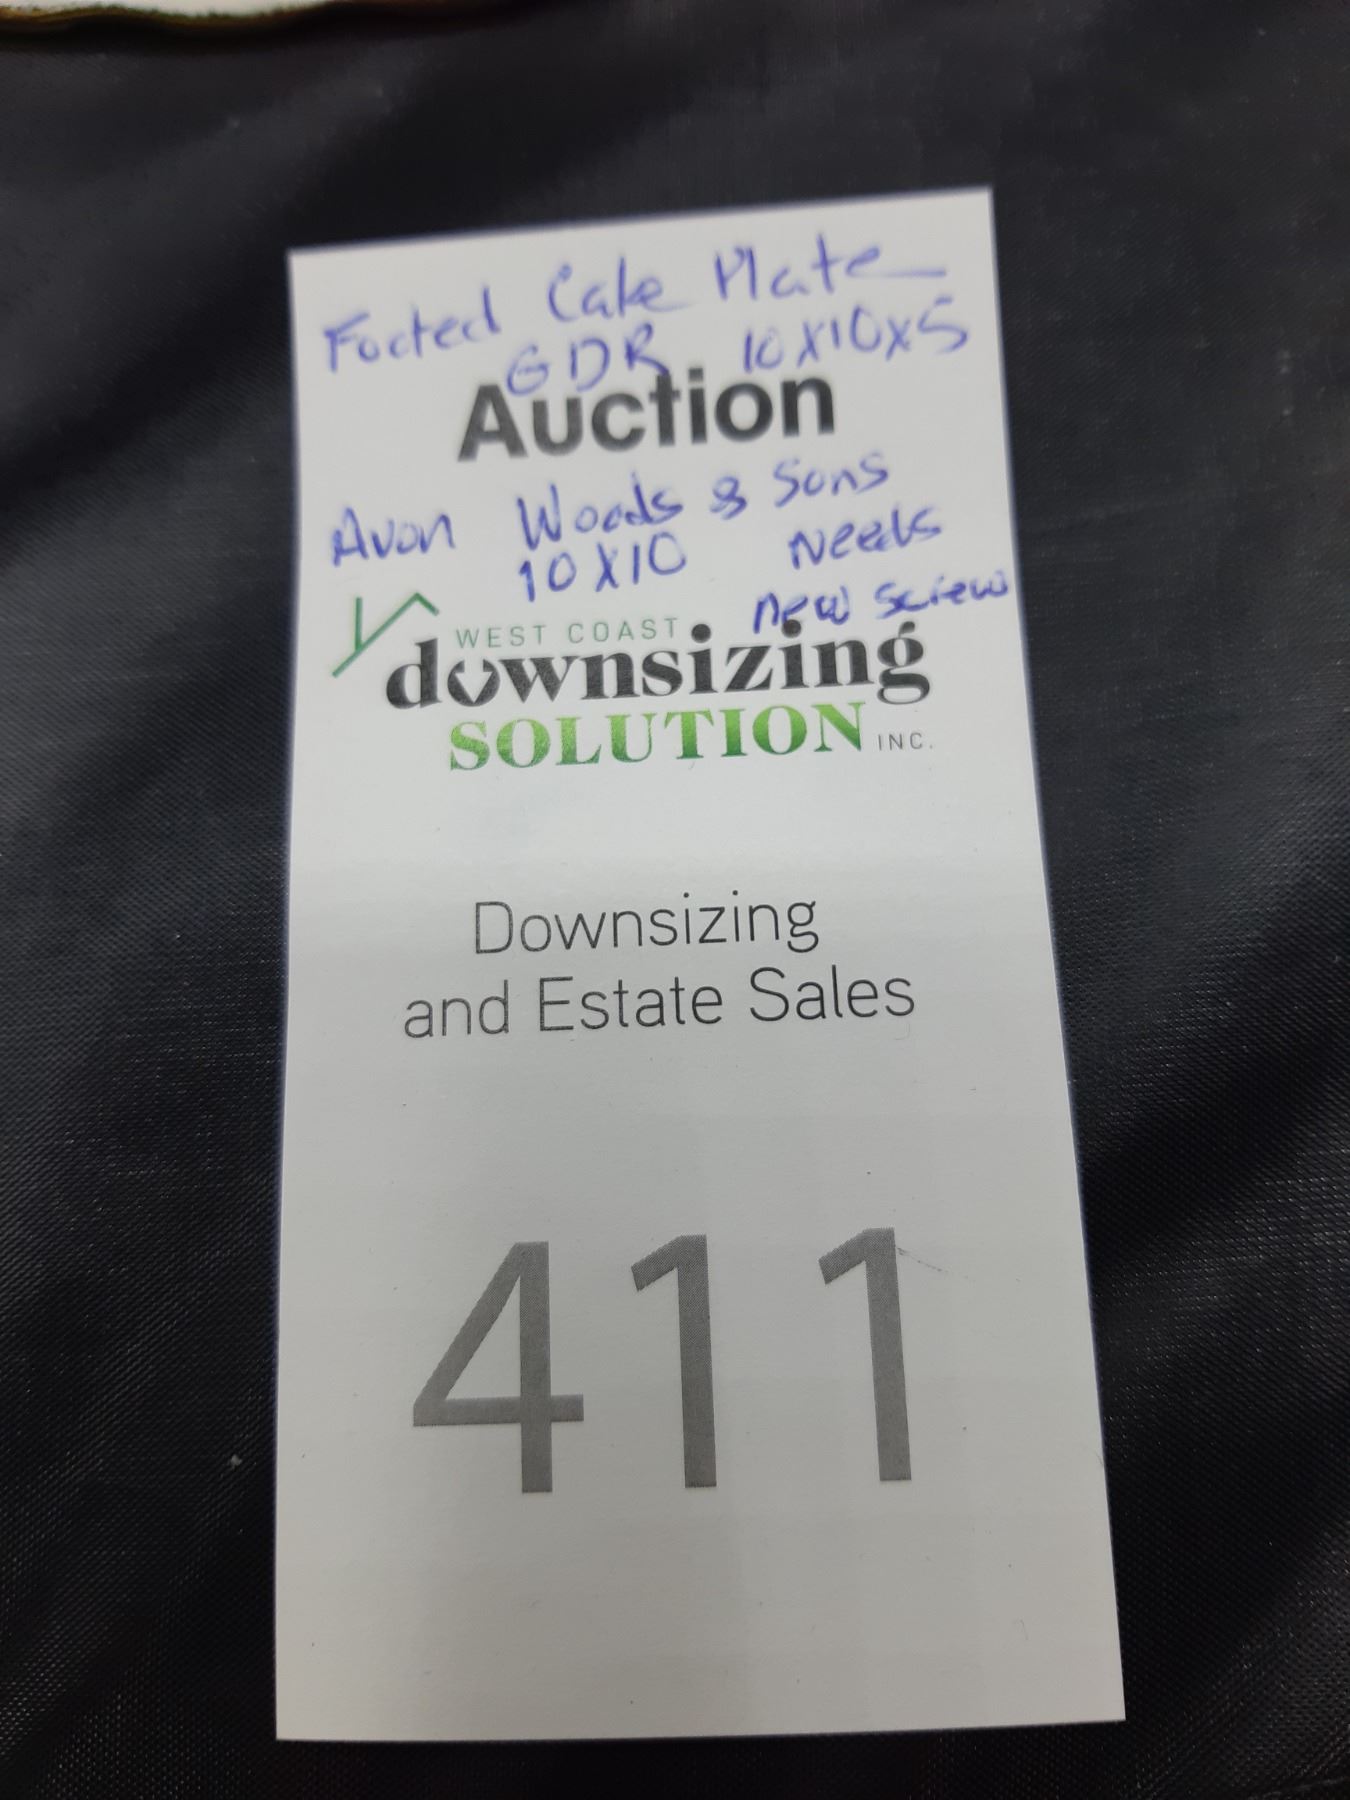 Footed Cake Plate
GDR 10X10X5
Auction
Avon Woods & Sons
10X10 Needs
new screw
WEST COAST
downsizing
SOLUTION INC.
Downsizing
and Estate Sales
411